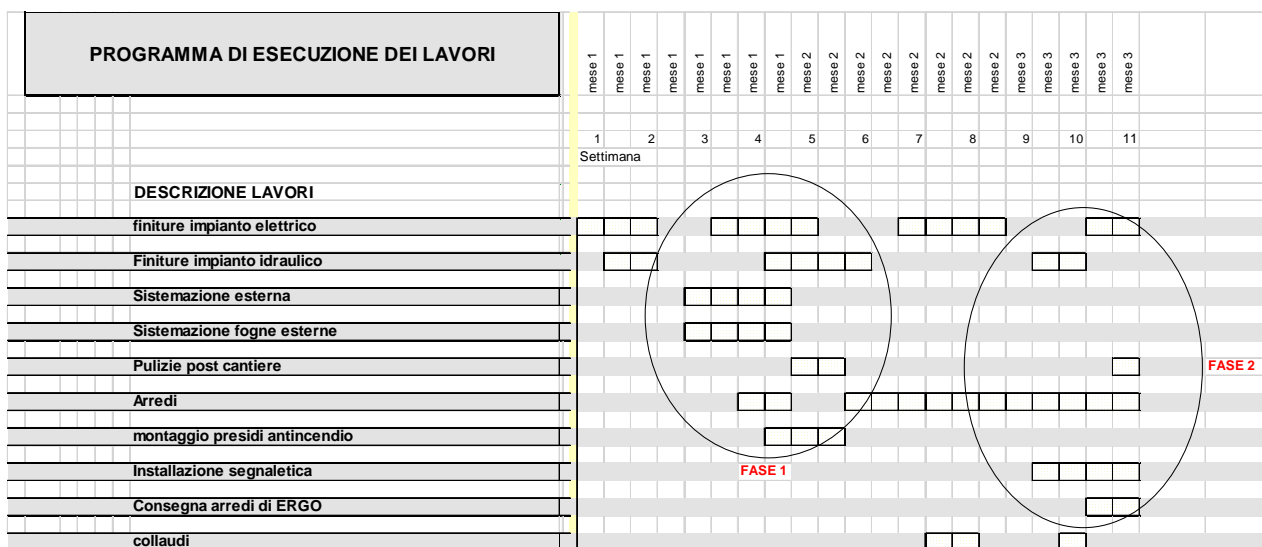 PROGRAMMA DI ESECUZIONE DEI LAVORI
mese 1
mese 1
mese 1
mese 1
mese 1
mese 1
mese 1
mese 1
mese 2
mese 2
mese 2
mese 2
mese 2
mese 2
mese 2
mese 2
mese 3
mese 3
mese 3
mese 3
mese 3
1 2 3 4 5 6 7 8 9 10 11
Settimana
DESCRIZIONE LAVORI
finiture impianto elettrico
Finiture impianto idraulico
Sistemazione esterna
Sistemazione fogne esterne
Pulizie post cantiere
FASE 2
Arredi
montaggio presidi antincendio
Installazione segnaletica
FASE 1
Consegna arredi di ERGO
collaudi